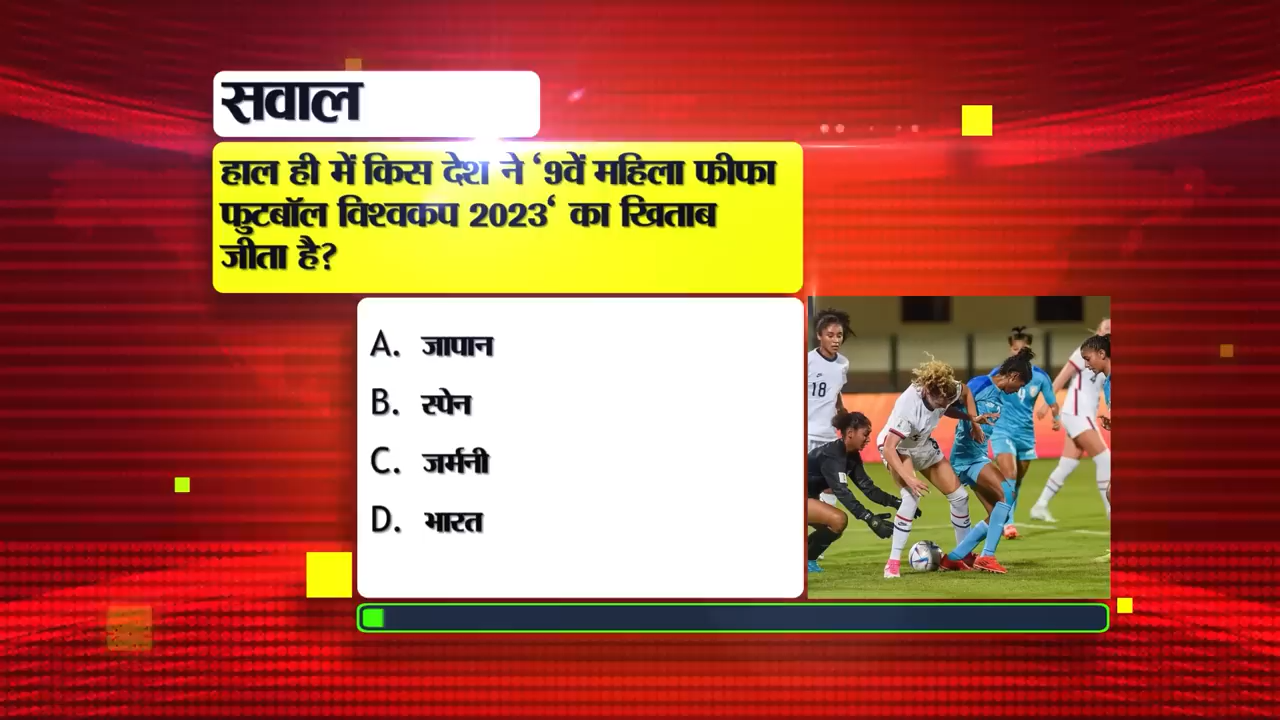 सवाल
हाल ही में किस देश ने ‘9वें महिला फीफा
फुटबॉल विश्वकप 2023‘ का खिताब
जीता है?
A. जापान
B. स्पेन
C. जर्मनी
D. भारत
18